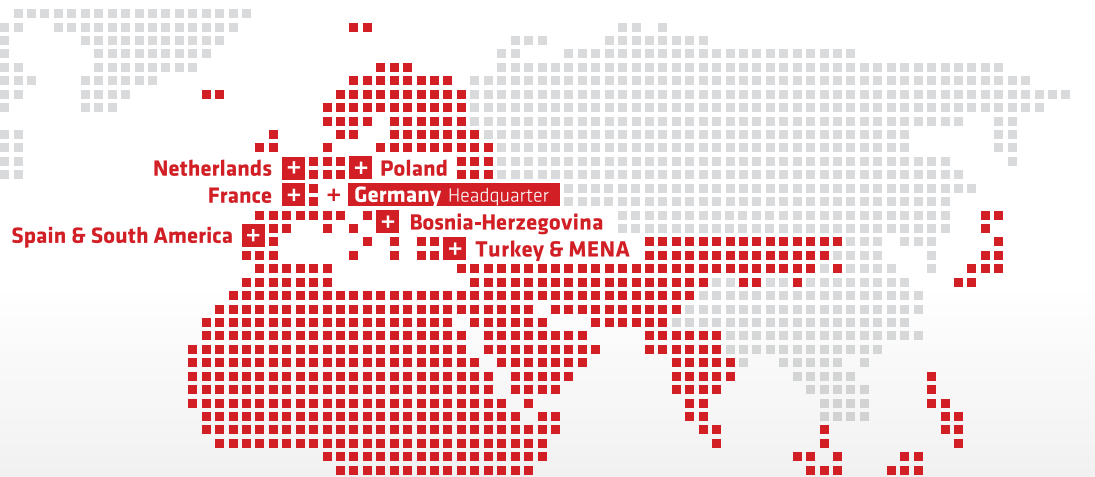 Netherlands
Poland
France
Germany Headquarter
Bosnia-Herzegovina
Spain & South America
Turkey & MENA